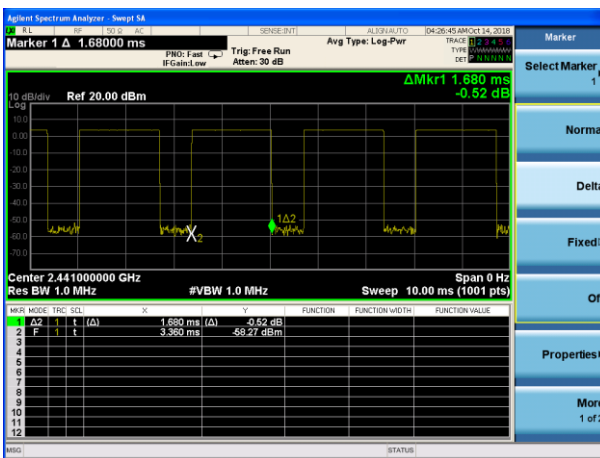 Agilent Spectrum Analyzer - Swept SA
RL RF 50 Ω AC SENSE:INT ALIGNAUTO 04:26:45 AM Oct 14, 2018
Marker 1 Δ 1.68000 ms Avg Type: Log-Pwr TRACE 1 2 3 4 5 6
PNO: Fast Trig: Free Run TYPE
IFGain:Low Atten: 30 dB DET P N N N N N
ΔMkr1 1.680 ms
10 dB/div Ref 20.00 dBm -0.52 dB
Log
10.0
0.00
-10.0
-20.0
-30.0
-40.0
-50.0
1Δ2
-60.0
2
-70.0
Center 2.441000000 GHz Span 0 Hz
Res BW 1.0 MHz #VBW 1.0 MHz Sweep 10.00 ms (1001 pts)
MKR MODE TRC SCL X Y FUNCTION FUNCTION WIDTH FUNCTION VALUE
1 Δ2 1 t (Δ) 1.680 ms (Δ) -0.52 dB
2 F 1 t 3.360 ms -58.27 dBm
3
4
5
6
7
8
9
10
11
12
MSG STATUS
Marker
Select Marker
1
Norma
Delta
Fixed
Of
Properties
More
1 of 2